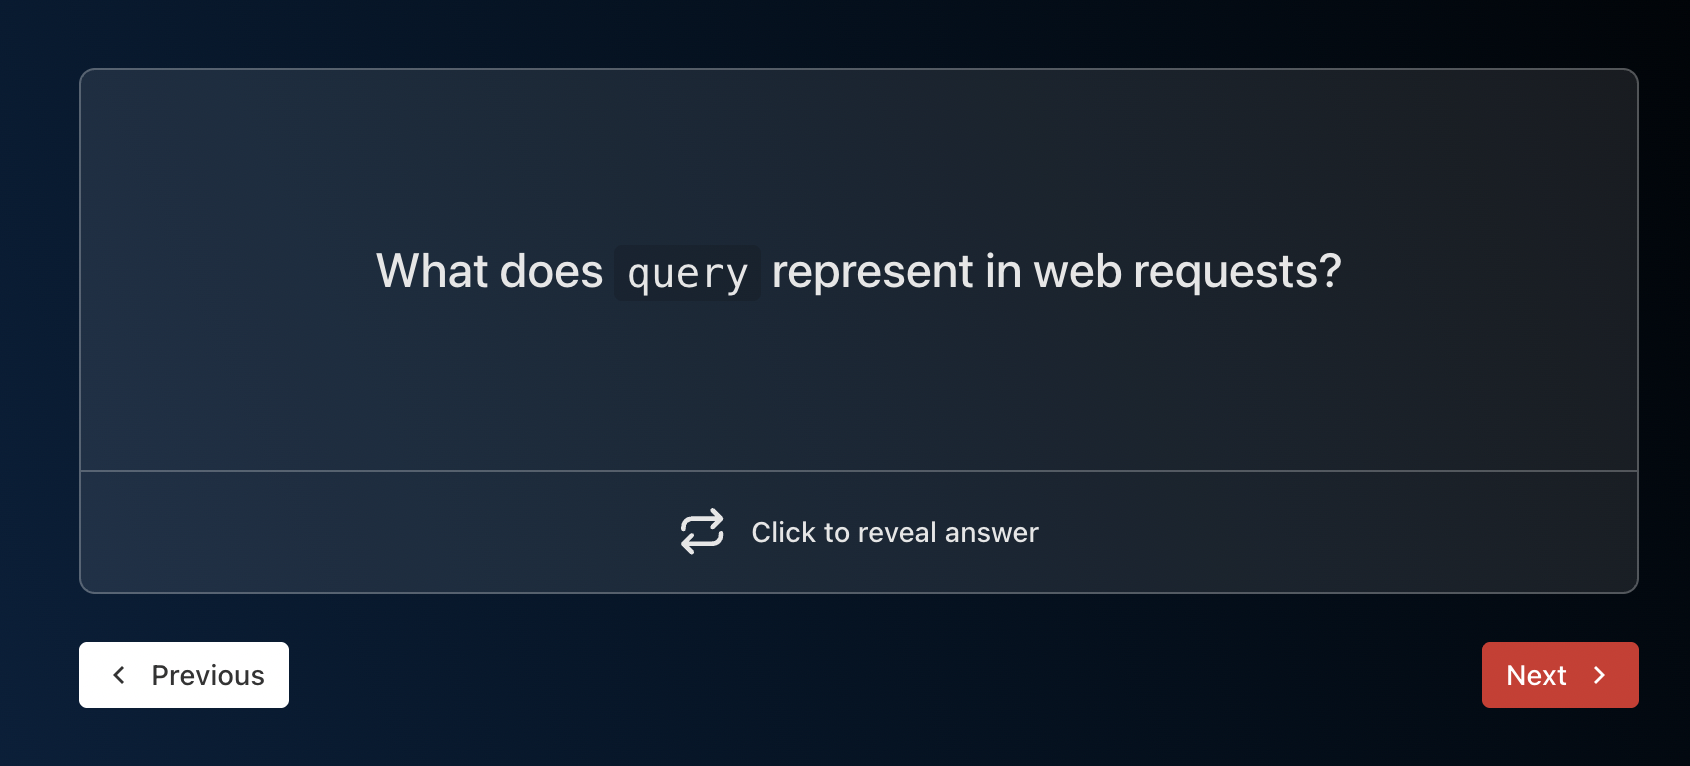 What does query represent in web requests?
Click to reveal answer
Previous
Next